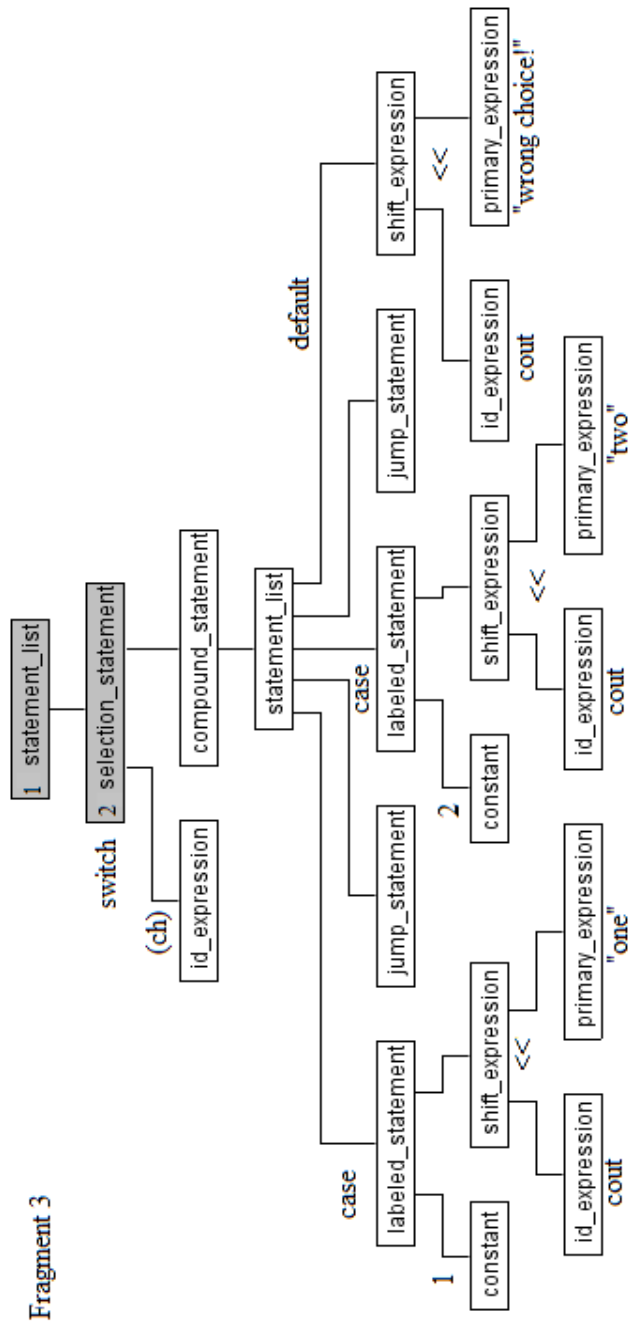 Fragment 3
1 statement_list
switch
2 selection_statement
(ch)
id_expression
compound_statement
statement_list
case
case
default
labeled_statement
jump_statement
labeled_statement
jump_statement
shift_expression
1
constant
shift_expression
2
constant
shift_expression
<<
id_expression
cout
primary_expression
"wrong choice!"
<<
id_expression
cout
primary_expression
"one"
<<
id_expression
cout
primary_expression
"two"